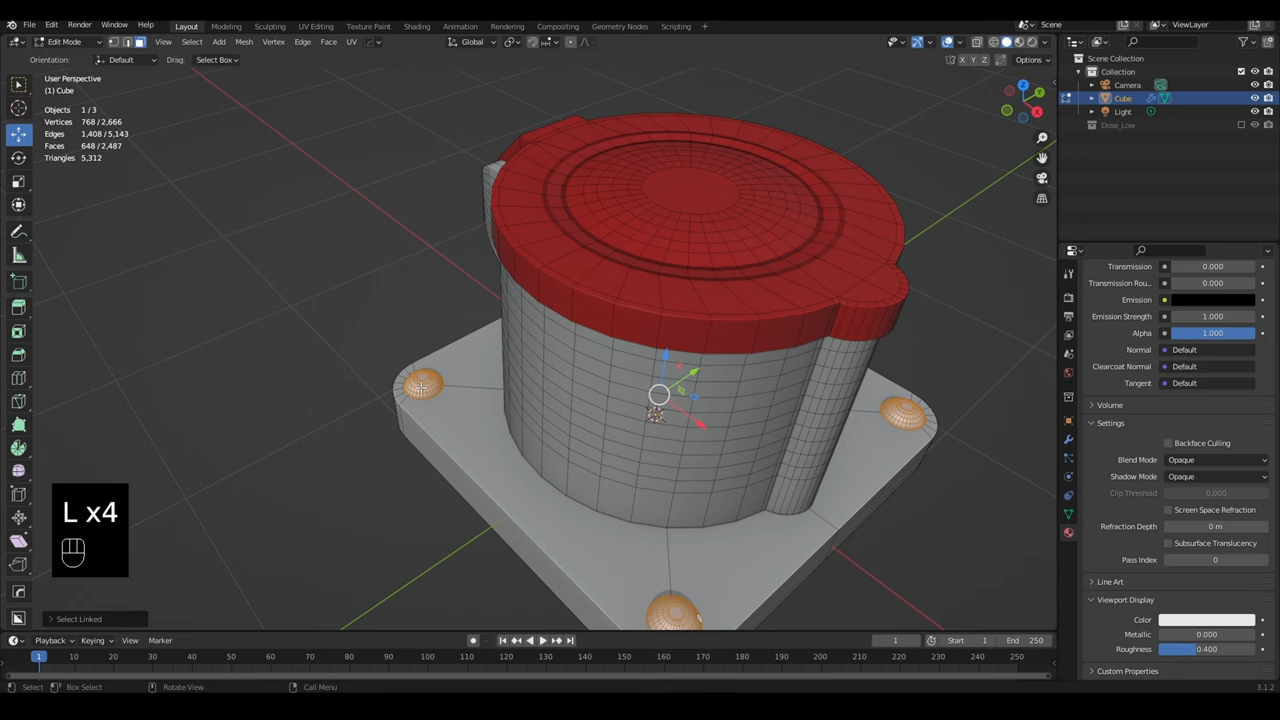 File Edit Render Window Help Layout Modeling Sculpting UV Editing Texture Paint Shading Animation Rendering Compositing Geometry Nodes Scripting + Scene ViewLayer
Edit Mode View Select Add Mesh Vertex Edge Face UV Global
Orientation: Default Drag: Select Box X Y Z Options
User Perspective
(1) Cube
Objects 1 / 3
Vertices 768 / 2,666
Edges 1,408 / 5,143
Faces 648 / 2,487
Triangles 5,312
Z
Y
X
L x4
Select Linked
Scene Collection
Collection
Camera
Cube
Light
Dose_Low
Transmission 0.000
Transmission Rou... 0.000
Emission
Emission Strength 1.000
Alpha 1.000
Normal Default
Clearcoat Normal Default
Tangent Default
Volume
Settings
Backface Culling
Blend Mode Opaque
Shadow Mode Opaque
Clip Threshold 0.000
Screen Space Refraction
Refraction Depth 0 m
Subsurface Translucency
Pass Index 0
Line Art
Viewport Display
Color
Metallic 0.000
Roughness 0.400
Custom Properties
Playback Keying View Marker 1 Start 1 End 250
1 10 20 30 40 50 60 70 80 90 100 110 120 130 140 150 160 170 180 190 200 210 220 230 240 250
Select Box Select Rotate View Call Menu 3.1.2